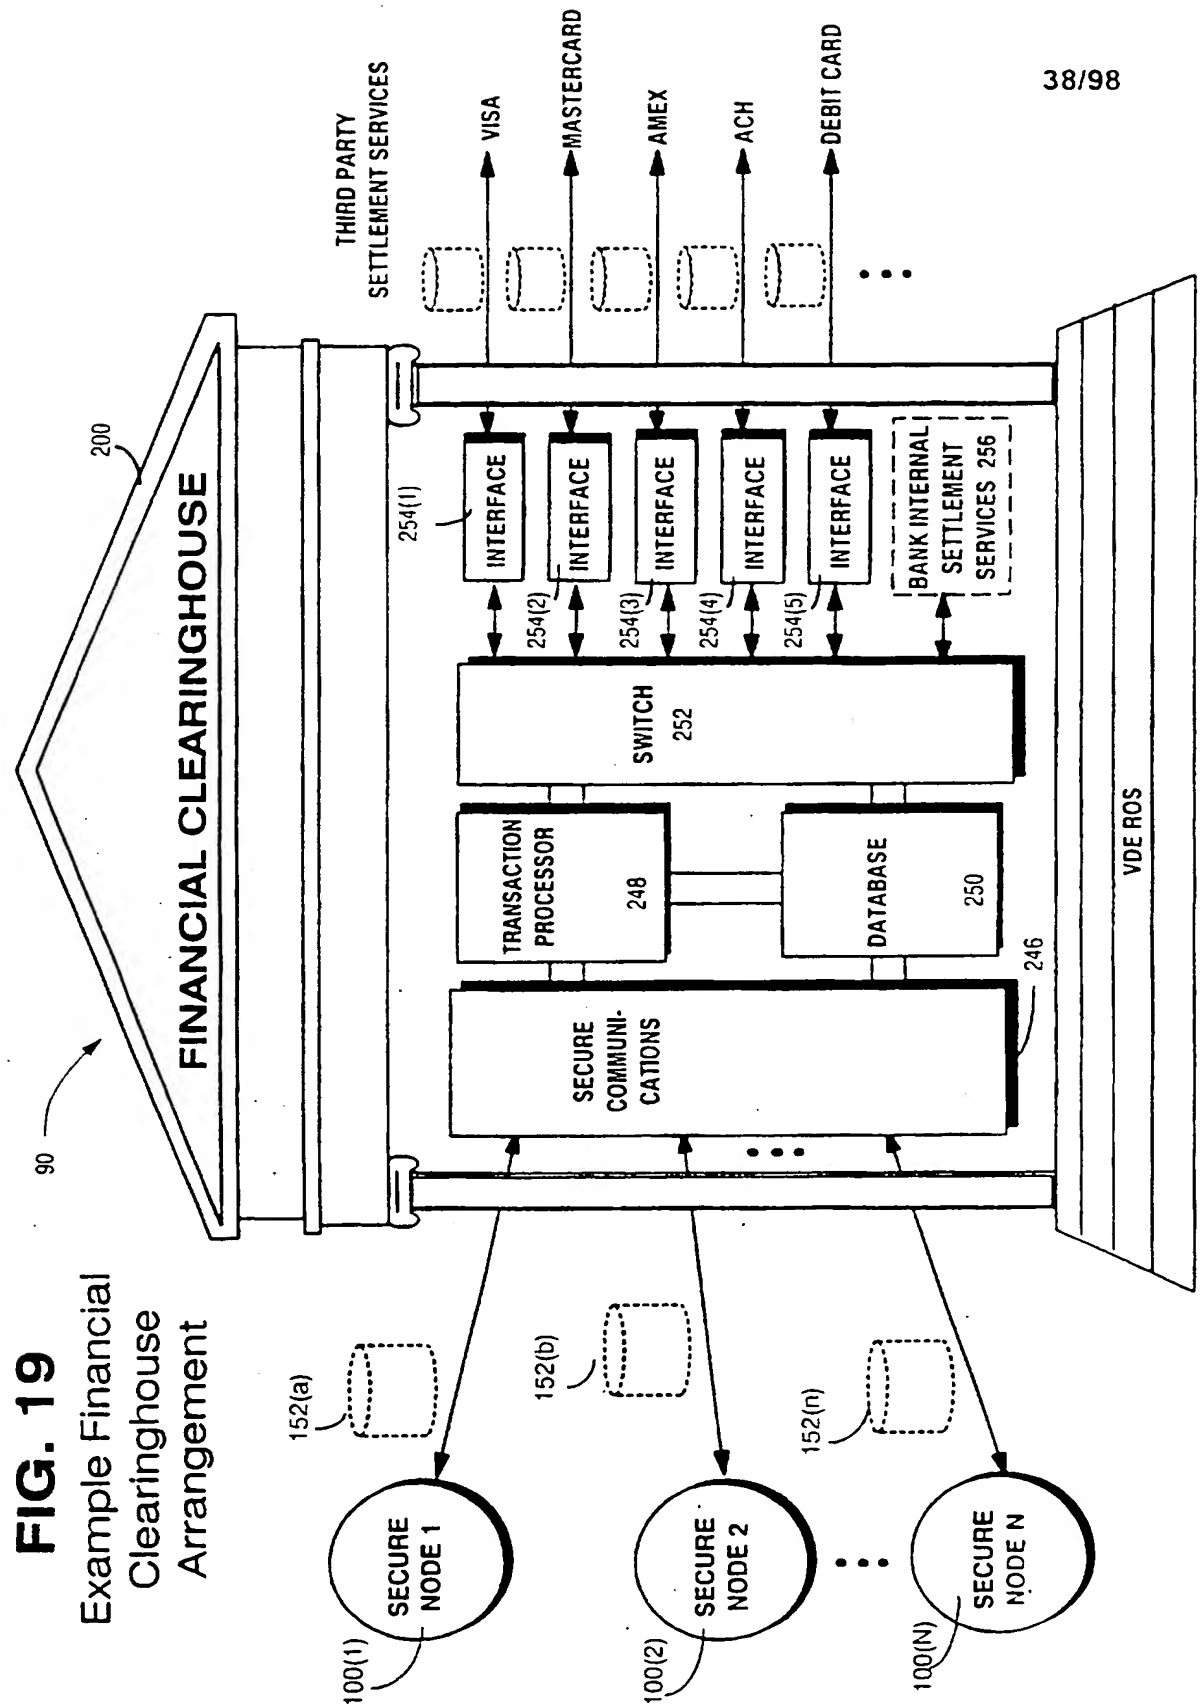 38/98
FIG. 19
Example Financial
Clearinghouse
Arrangement
90
200
FINANCIAL CLEARINGHOUSE
THIRD PARTY
SETTLEMENT SERVICES
VISA
MASTERCARD
AMEX
ACH
DEBIT CARD
152(a)
152(b)
152(n)
SECURE
NODE 1
100(1)
SECURE
NODE 2
100(2)
SECURE
NODE N
100(N)
SECURE
COMMUNI-
CATIONS
246
TRANSACTION
PROCESSOR
248
DATABASE
250
SWITCH
252
254(1)
INTERFACE
254(2)
INTERFACE
254(3)
INTERFACE
254(4)
INTERFACE
254(5)
INTERFACE
BANK INTERNAL
SETTLEMENT
SERVICES 256
VDE ROS